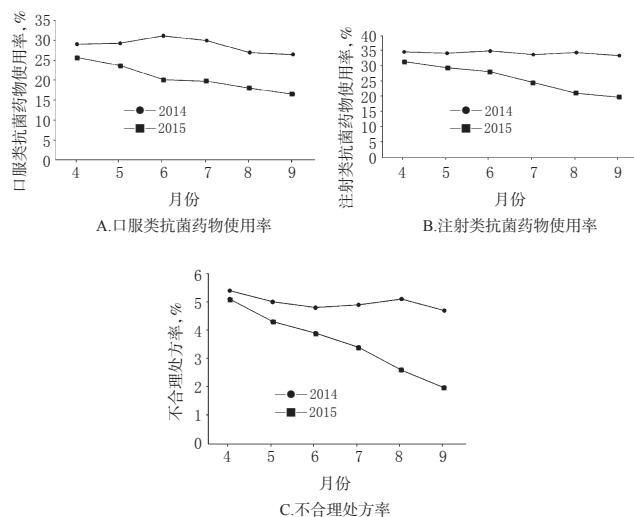 口服类抗菌药物使用率,%
35
30
25
20
15
10
5
0
2014
2015
4 5 6 7 8 9
月份
A.口服类抗菌药物使用率
注射类抗菌药物使用率,%
40
35
30
25
20
15
10
5
0
2014
2015
4 5 6 7 8 9
月份
B.注射类抗菌药物使用率
不合理处方率,%
6
5
4
3
2
1
0
2014
2015
4 5 6 7 8 9
月份
C.不合理处方率